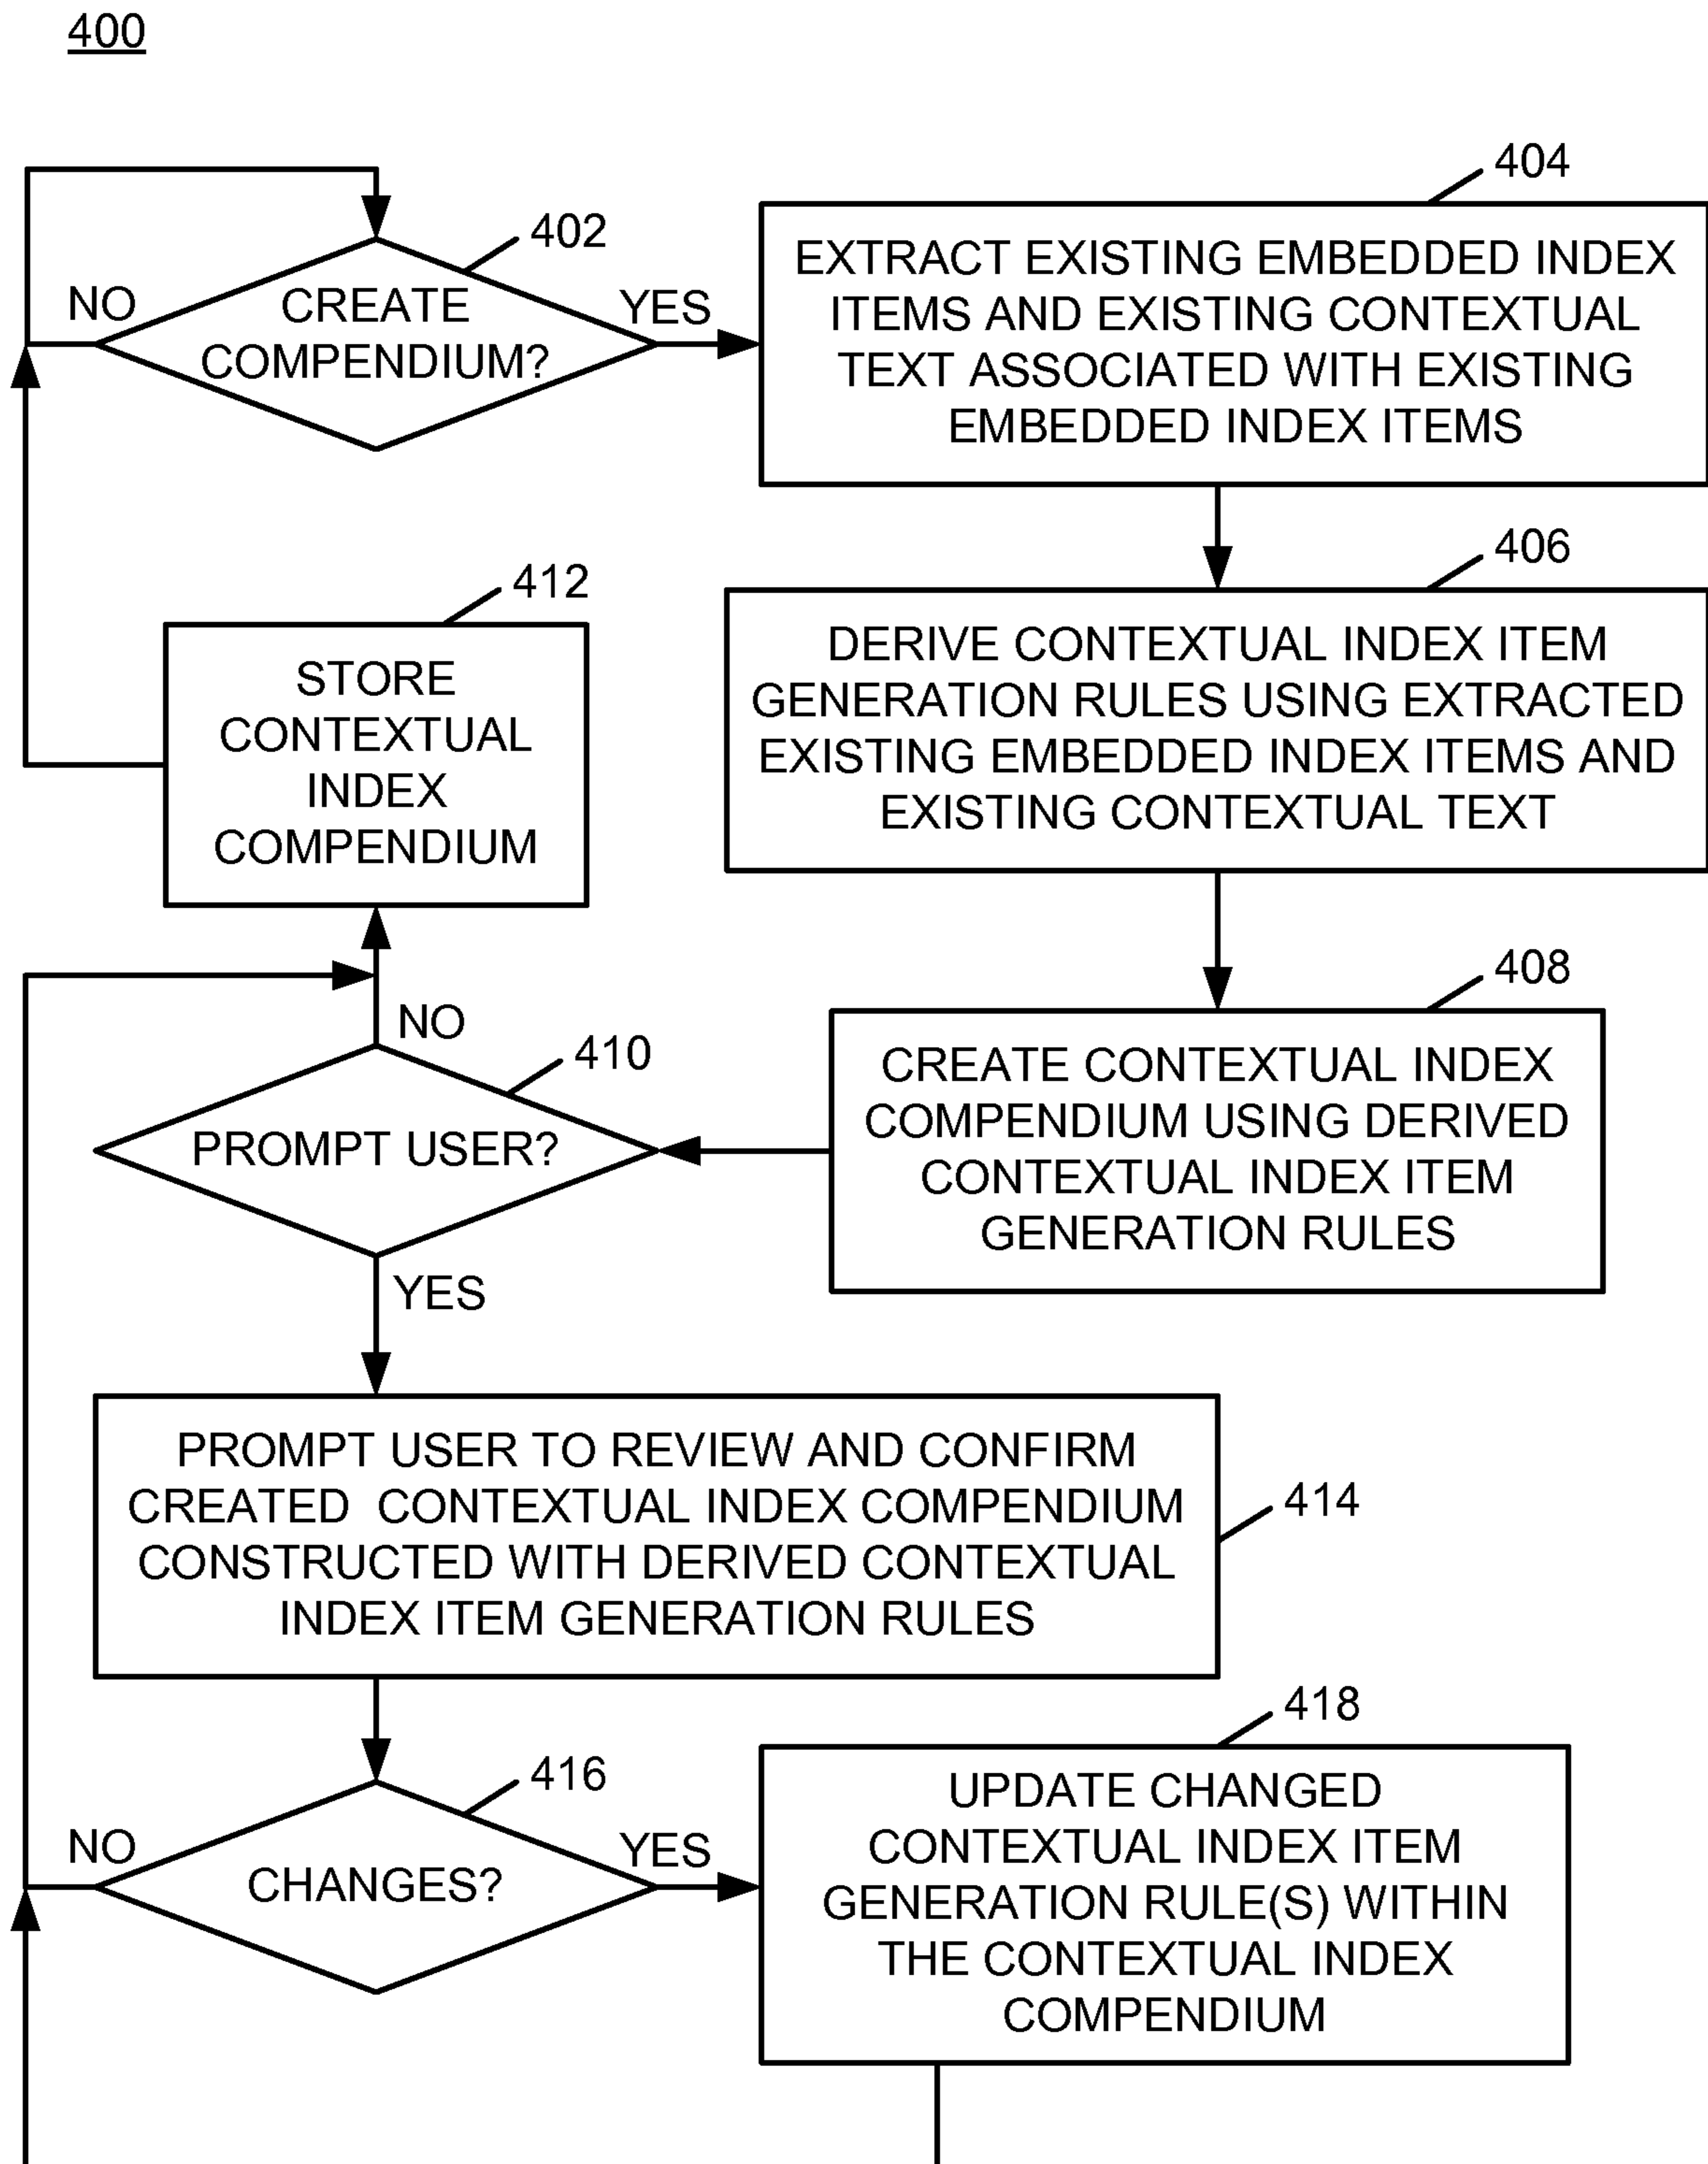 400
402
NO
CREATE
COMPENDIUM?
YES
404
EXTRACT EXISTING EMBEDDED INDEX
ITEMS AND EXISTING CONTEXTUAL
TEXT ASSOCIATED WITH EXISTING
EMBEDDED INDEX ITEMS
406
DERIVE CONTEXTUAL INDEX ITEM
GENERATION RULES USING EXTRACTED
EXISTING EMBEDDED INDEX ITEMS AND
EXISTING CONTEXTUAL TEXT
408
CREATE CONTEXTUAL INDEX
COMPENDIUM USING DERIVED
CONTEXTUAL INDEX ITEM
GENERATION RULES
410
PROMPT USER?
NO
412
STORE
CONTEXTUAL
INDEX
COMPENDIUM
YES
414
PROMPT USER TO REVIEW AND CONFIRM
CREATED CONTEXTUAL INDEX COMPENDIUM
CONSTRUCTED WITH DERIVED CONTEXTUAL
INDEX ITEM GENERATION RULES
416
NO
CHANGES?
YES
418
UPDATE CHANGED
CONTEXTUAL INDEX ITEM
GENERATION RULE(S) WITHIN
THE CONTEXTUAL INDEX
COMPENDIUM